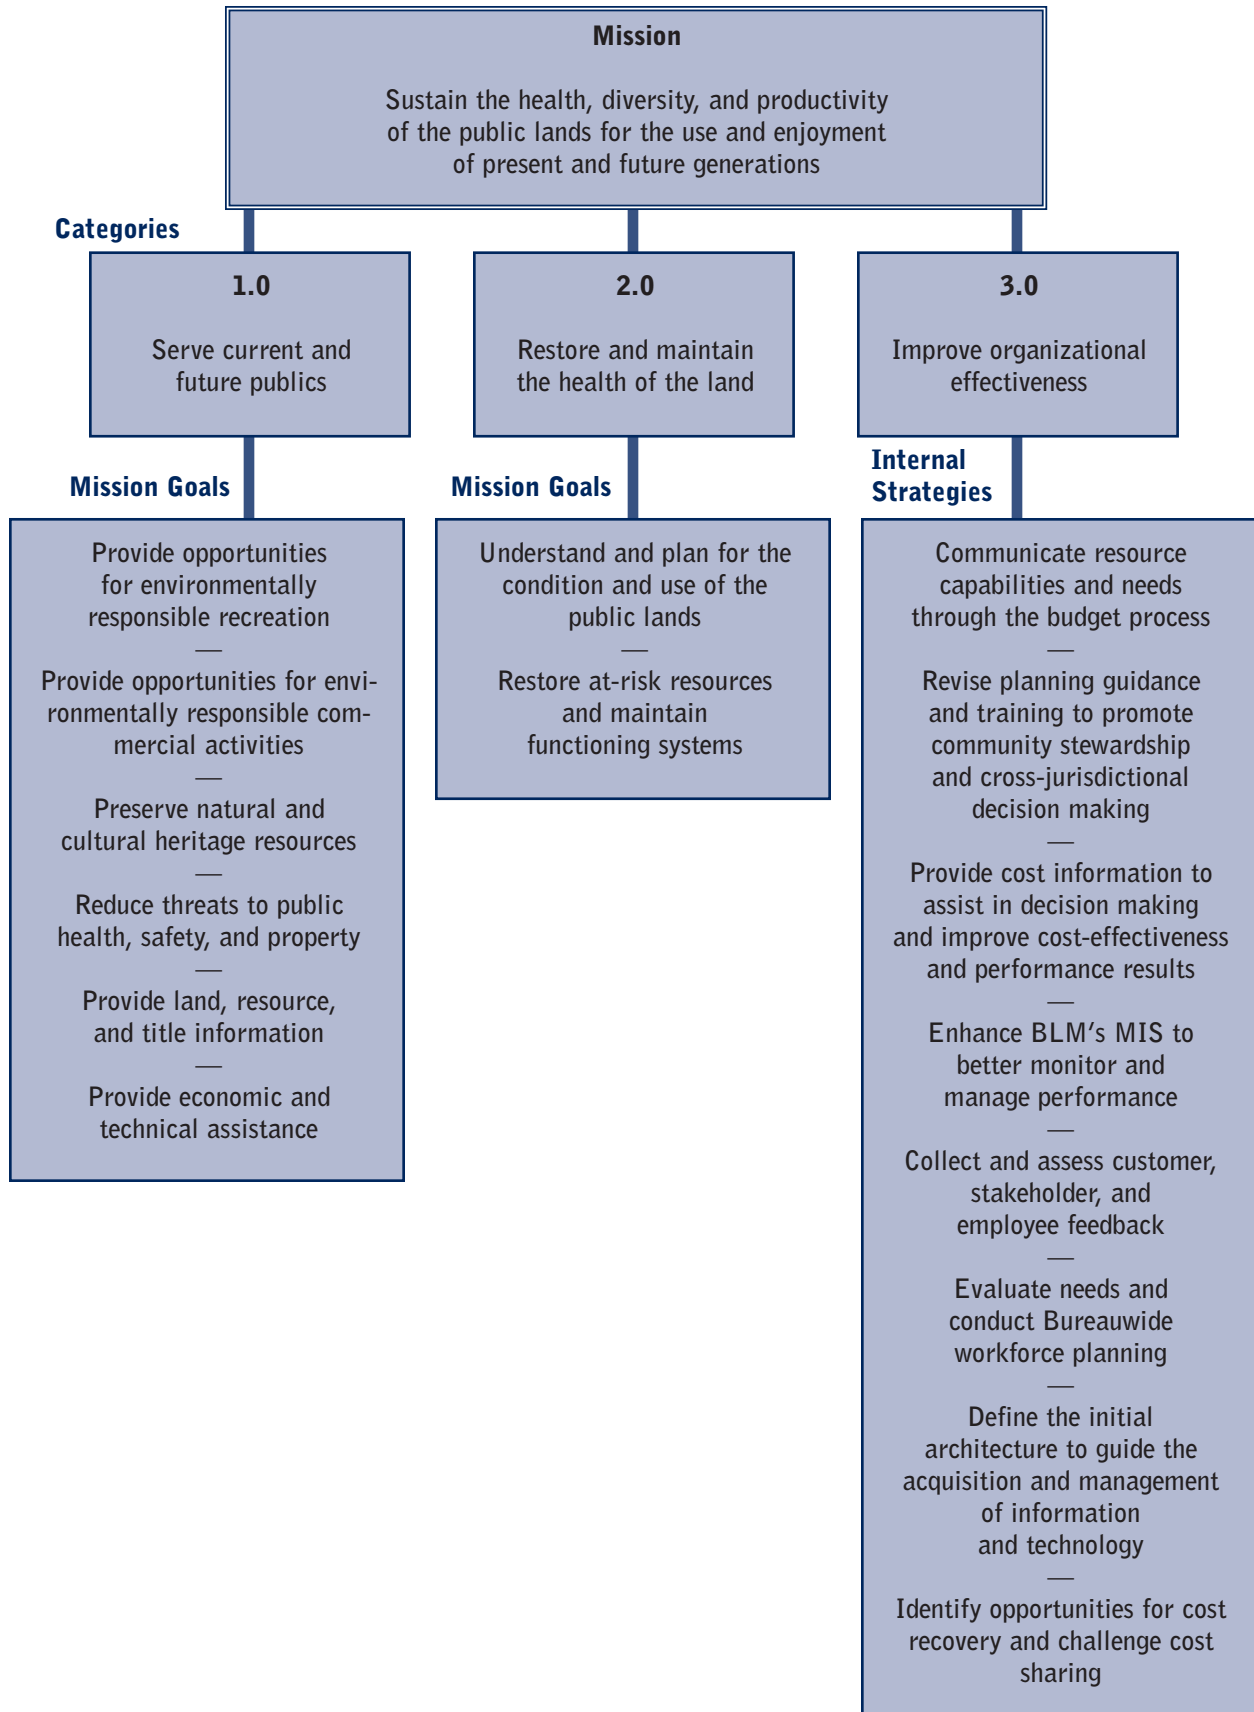 Mission
Sustain the health, diversity, and productivity
of the public lands for the use and enjoyment
of present and future generations
Categories
1.0
Serve current and
future publics
2.0
Restore and maintain
the health of the land
3.0
Improve organizational
effectiveness
Mission Goals
Provide opportunities
for environmentally
responsible recreation
—
Provide opportunities for envi-
ronmentally responsible com-
mercial activities
—
Preserve natural and
cultural heritage resources
—
Reduce threats to public
health, safety, and property
—
Provide land, resource,
and title information
—
Provide economic and
technical assistance
Mission Goals
Understand and plan for the
condition and use of the
public lands
—
Restore at-risk resources
and maintain
functioning systems
Internal
Strategies
Communicate resource
capabilities and needs
through the budget process
—
Revise planning guidance
and training to promote
community stewardship
and cross-jurisdictional
decision making
—
Provide cost information to
assist in decision making
and improve cost-effectiveness
and performance results
—
Enhance BLM's MIS to
better monitor and
manage performance
—
Collect and assess customer,
stakeholder, and
employee feedback
—
Evaluate needs and
conduct Bureauwide
workforce planning
—
Define the initial
architecture to guide the
acquisition and management
of information
and technology
—
Identify opportunities for cost
recovery and challenge cost
sharing